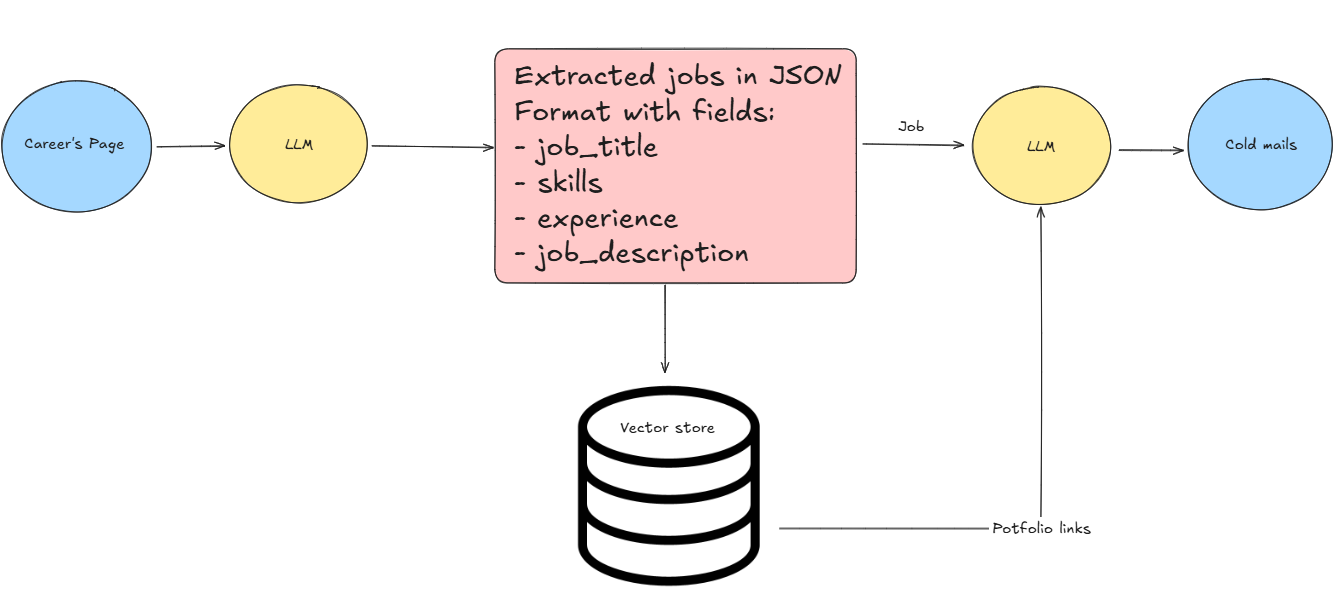 Career's Page
LLM
Extracted jobs in JSON
Format with fields:
- job_title
- skills
- experience
- job_description
Job
LLM
Cold mails
Vector store
Potfolio links